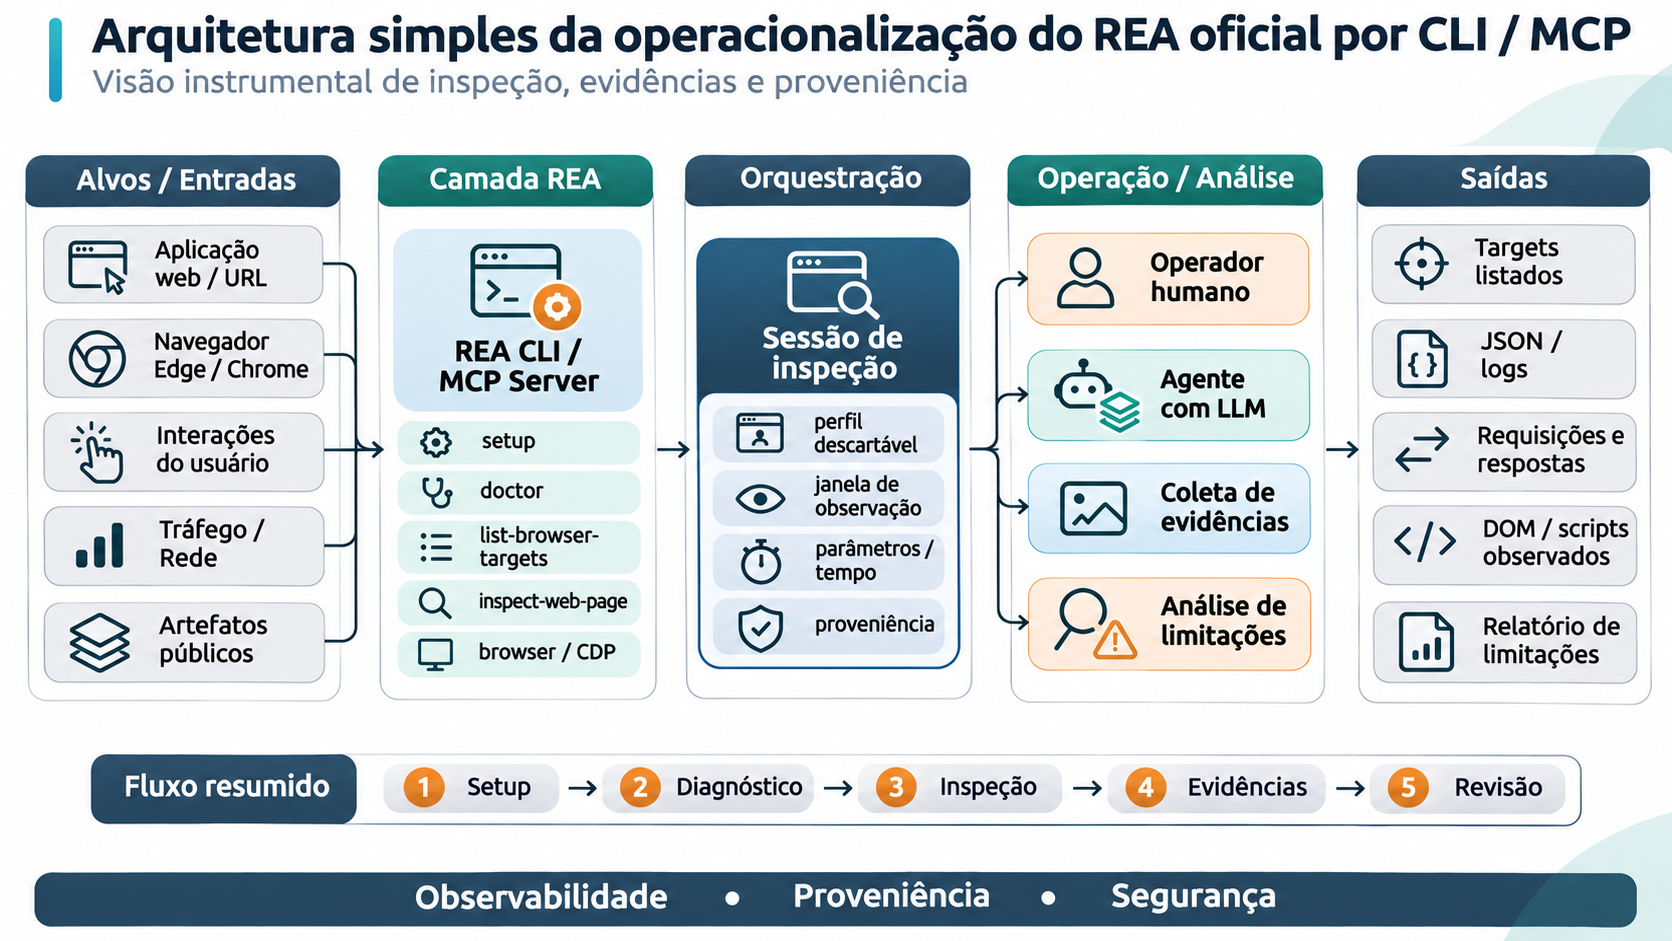 Arquitetura simples da operacionalização do REA oficial por CLI / MCP
Visão instrumental de inspeção, evidências e proveniência
Alvos / Entradas
Aplicação
web / URL
Navegador
Edge / Chrome
Interações
do usuário
Tráfego /
Rede
Artefatos
públicos
Camada REA
REA CLI /
MCP Server
setup
doctor
list-browser-
targets
inspect-web-page
browser / CDP
Orquestração
Sessão de
inspeção
perfil
descartável
janela de
observação
parâmetros /
tempo
proveniência
Operação / Análise
Operador
humano
Agente
com LLM
Coleta de
evidências
Análise de
limitações
Saídas
Targets
listados
JSON /
logs
Requisições e
respostas
DOM / scripts
observados
Relatório de
limitações
Fluxo resumido
1 Setup
2 Diagnóstico
3 Inspeção
4 Evidências
5 Revisão
Observabilidade • Proveniência • Segurança